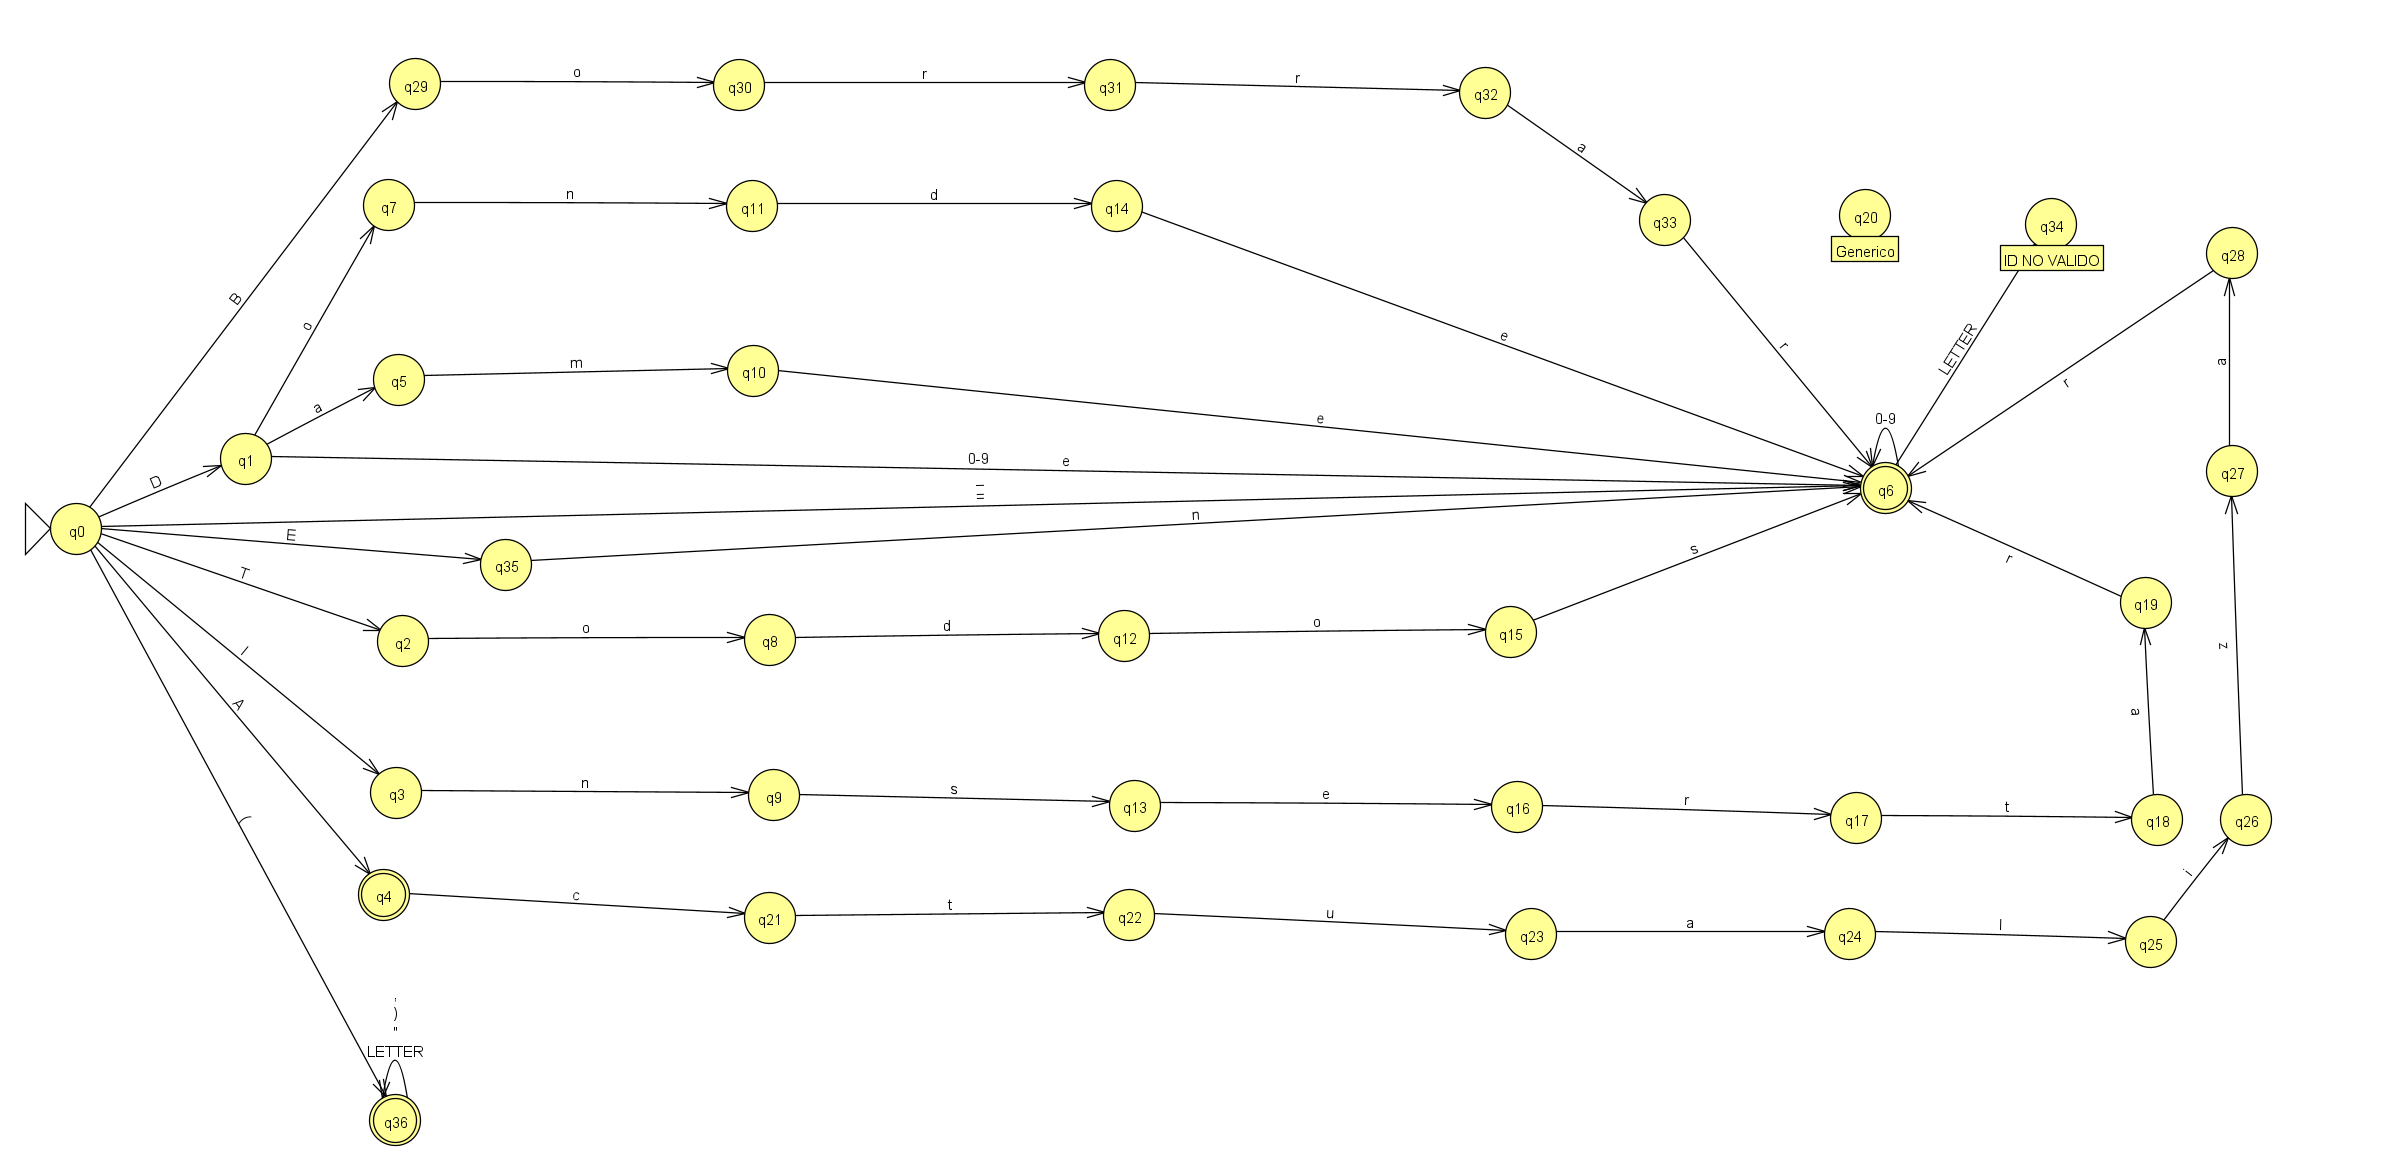 q29
o
q30
r
q31
r
q32
a
q33
r
B
q7
n
q11
d
q14
e
q20
Generico
q34
ID NO VALIDO
LETTER
q28
r
a
o
q5
m
q10
e
a
q1
D
0-9
e
0-9
q6
q27
q0
_
=
E
q35
n
T
q2
o
q8
d
q12
o
q15
s
q19
r
z
a
I
q3
n
q9
s
q13
e
q16
r
q17
t
q18
q26
A
q4
c
q21
t
q22
u
q23
a
q24
l
q25
i
(
,
)
"
LETTER
q36